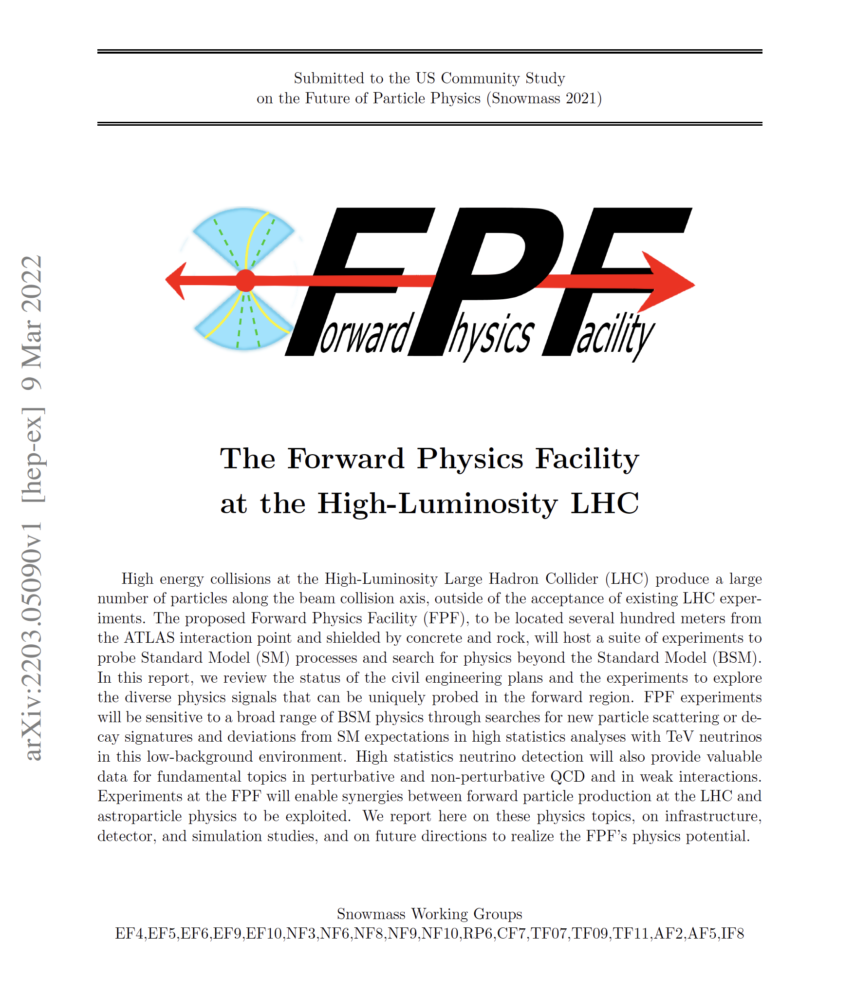 Submitted to the US Community Study
on the Future of Particle Physics (Snowmass 2021)
FPF
orward hysics acility
arXiv:2203.05090v1 [hep-ex] 9 Mar 2022
The Forward Physics Facility
at the High-Luminosity LHC
High energy collisions at the High-Luminosity Large Hadron Collider (LHC) produce a large
number of particles along the beam collision axis, outside of the acceptance of existing LHC exper-
iments. The proposed Forward Physics Facility (FPF), to be located several hundred meters from
the ATLAS interaction point and shielded by concrete and rock, will host a suite of experiments to
probe Standard Model (SM) processes and search for physics beyond the Standard Model (BSM).
In this report, we review the status of the civil engineering plans and the experiments to explore
the diverse physics signals that can be uniquely probed in the forward region. FPF experiments
will be sensitive to a broad range of BSM physics through searches for new particle scattering or de-
cay signatures and deviations from SM expectations in high statistics analyses with TeV neutrinos
in this low-background environment. High statistics neutrino detection will also provide valuable
data for fundamental topics in perturbative and non-perturbative QCD and in weak interactions.
Experiments at the FPF will enable synergies between forward particle production at the LHC and
astroparticle physics to be exploited. We report here on these physics topics, on infrastructure,
detector, and simulation studies, and on future directions to realize the FPF's physics potential.
Snowmass Working Groups
EF4,EF5,EF6,EF9,EF10,NF3,NF6,NF8,NF9,NF10,RP6,CF7,TF07,TF09,TF11,AF2,AF5,IF8